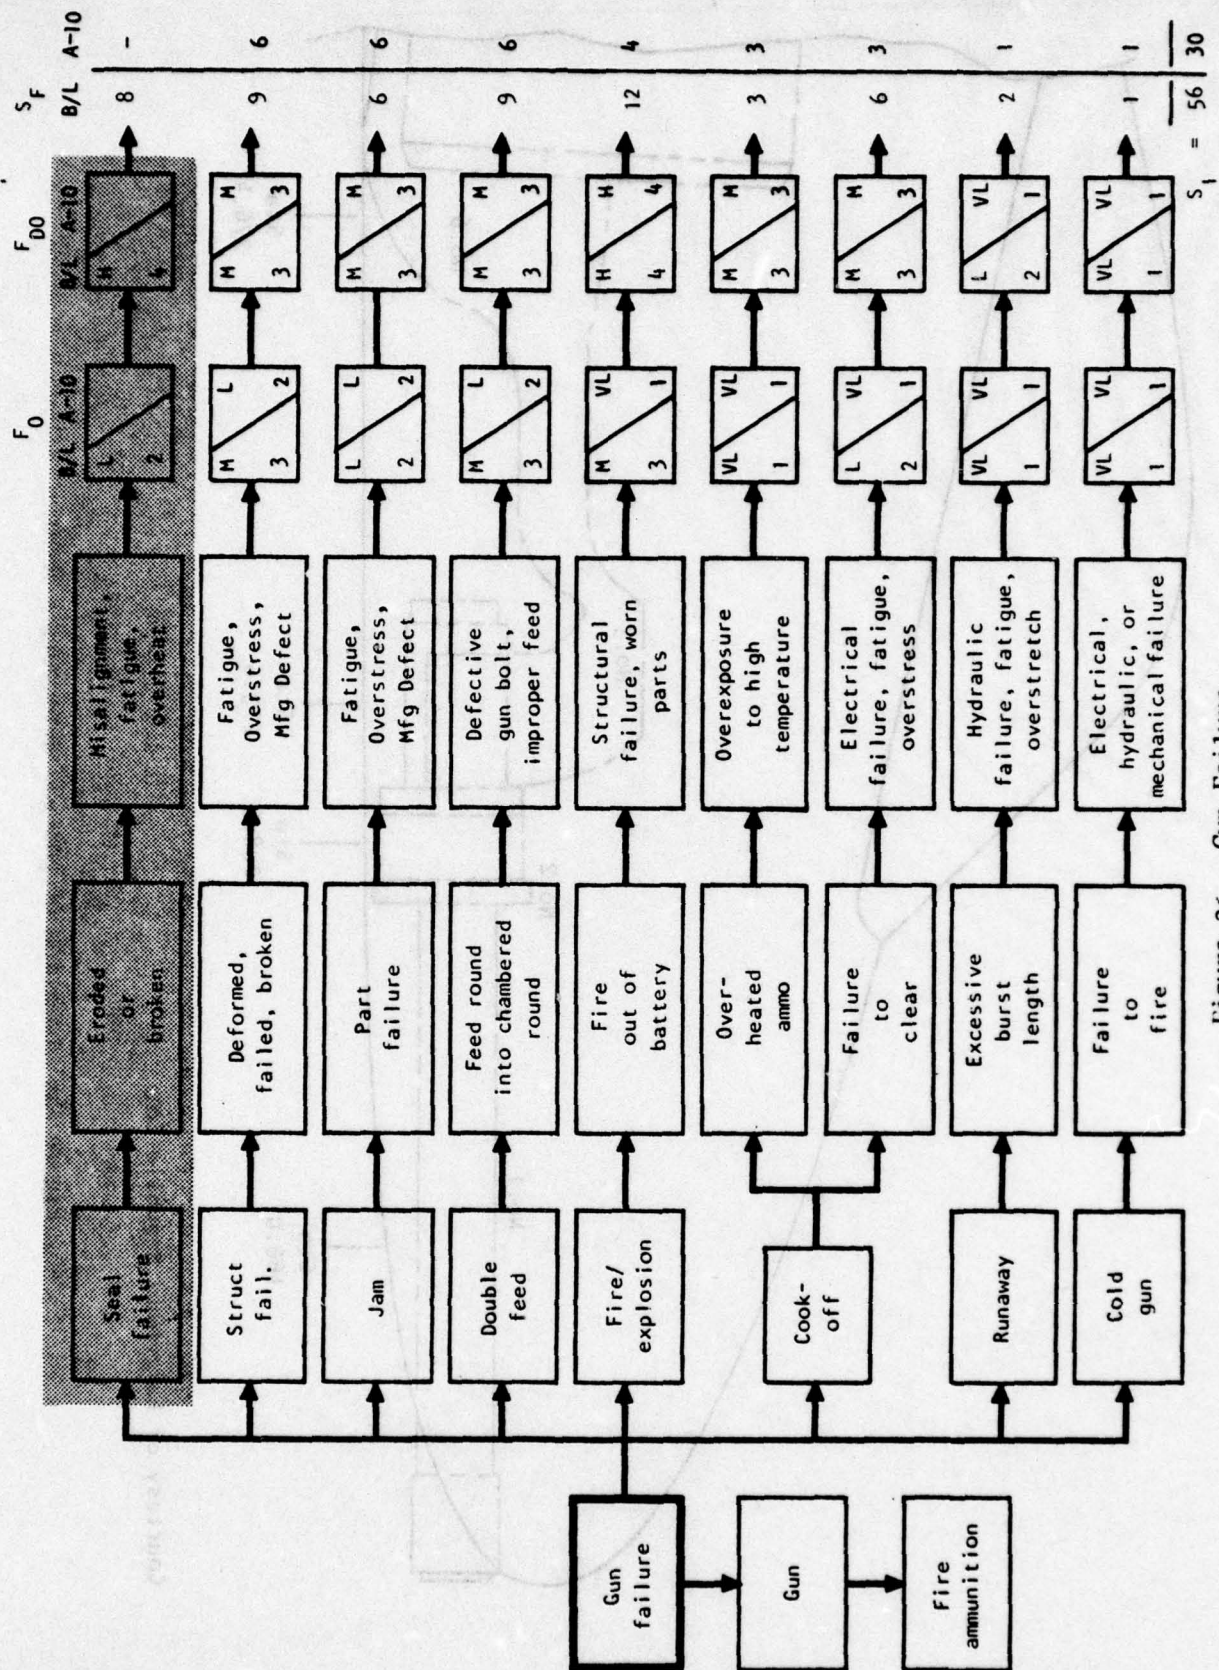 F_O
F_DO
S_F
B/L A-10
B/L A-10
B/L A-10
Seal
failure
Eroded
or
broken
Misalignment,
fatigue,
overheat
L
2
H
4
8
-
Struct
fail.
Deformed,
failed, broken
Fatigue,
Overstress,
Mfg Defect
M L
3 2
M M
3 3
9
6
Jam
Part
failure
Fatigue,
Overstress,
Mfg Defect
L L
2 2
M M
3 3
6
6
Double
feed
Feed round
into chambered
round
Defective
gun bolt,
improper feed
M L
3 2
M M
3 3
9
6
Gun
failure
Fire/
explosion
Fire
out of
battery
Structural
failure, worn
parts
M VL
3 1
H H
4 4
12
4
Gun
Cook-
off
Over-
heated
ammo
Overexposure
to high
temperature
VL VL
1 1
M M
3 3
3
3
Failure
to
clear
Electrical
failure, fatigue,
overstress
L VL
2 1
M M
3 3
6
3
Fire
ammunition
Runaway
Excessive
burst
length
Hydraulic
failure, fatigue,
overstretch
VL VL
1 1
L VL
2 1
2
1
Cold
gun
Failure
to
fire
Electrical,
hydraulic, or
mechanical failure
VL VL
1 1
VL VL
1 1
1
1
S_I = 56 30
Figure 26. Gun Failure